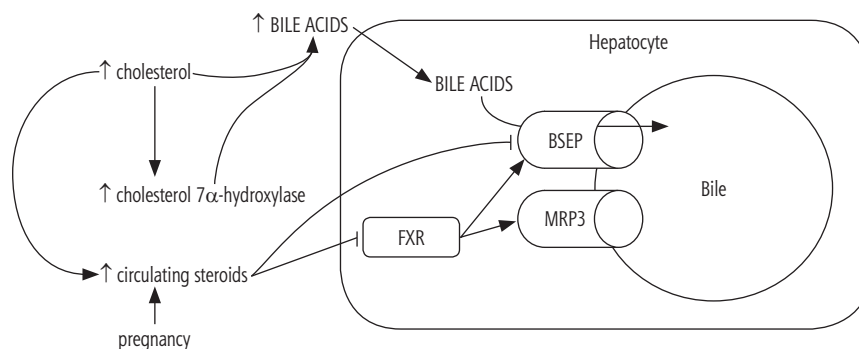 ↑ BILE ACIDS
Hepatocyte
↑ cholesterol
BILE ACIDS
BSEP
↑ cholesterol 7α-hydroxylase
Bile
MRP3
FXR
↑ circulating steroids
pregnancy